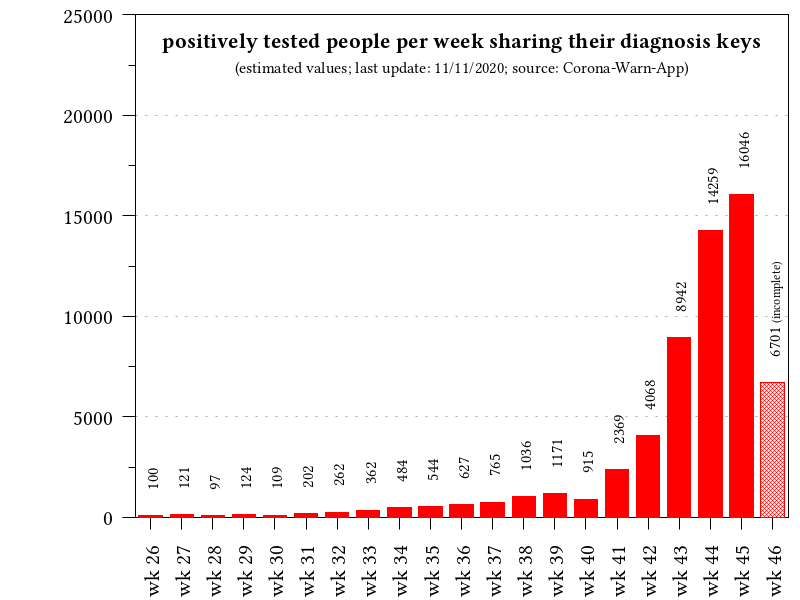 positively tested people per week sharing their diagnosis keys
(estimated values; last update: 11/11/2020; source: Corona-Warn-App)
25000
20000
15000
10000
5000
0
100
121
97
124
109
202
262
362
484
544
627
765
1036
1171
915
2369
4068
8942
14259
16046
6701 (incomplete)
wk 26
wk 27
wk 28
wk 29
wk 30
wk 31
wk 32
wk 33
wk 34
wk 35
wk 36
wk 37
wk 38
wk 39
wk 40
wk 41
wk 42
wk 43
wk 44
wk 45
wk 46